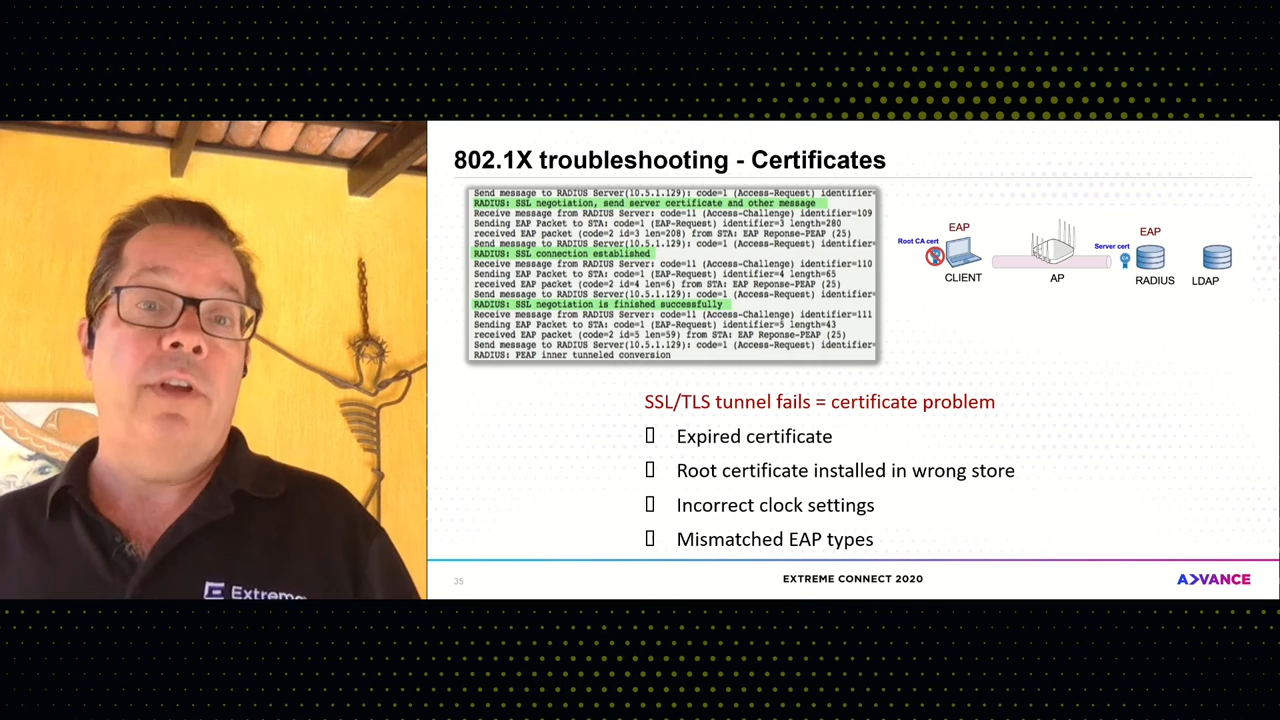 802.1X troubleshooting - Certificates
Send message to RADIUS Server(10.5.1.129): code=1 (Access-Request) identifier=
RADIUS: SSL negotiation, send server certificate and other message
Receive message from RADIUS Server: code=11 (Access-Challenge) identifier=109
Sending EAP Packet to STA: code=1 (EAP-Request) identifier=3 length=280
received EAP packet (code=2 id=3 len=208) from STA: EAP Reponse-PEAP (25)
Send message to RADIUS Server(10.5.1.129): code=1 (Access-Request) identifier=
RADIUS: SSL connection established
Receive message from RADIUS Server: code=11 (Access-Challenge) identifier=110
Sending EAP Packet to STA: code=1 (EAP-Request) identifier=4 length=65
received EAP packet (code=2 id=4 len=6) from STA: EAP Reponse-PEAP (25)
Send message to RADIUS Server(10.5.1.129): code=1 (Access-Request) identifier=
RADIUS: SSL negotiation is finished successfully
Receive message from RADIUS Server: code=11 (Access-Challenge) identifier=111
Sending EAP Packet to STA: code=1 (EAP-Request) identifier=5 length=43
received EAP packet (code=2 id=5 len=59) from STA: EAP Reponse-PEAP (25)
Send message to RADIUS Server(10.5.1.129): code=1 (Access-Request) identifier=
RADIUS: PEAP inner tunneled conversion
EAP
Root CA cert
CLIENT
AP
EAP
Server cert
CA
RADIUS
LDAP
SSL/TLS tunnel fails = certificate problem
Expired certificate
Root certificate installed in wrong store
Incorrect clock settings
Mismatched EAP types
35
EXTREME CONNECT 2020
ADVANCE
Extreme